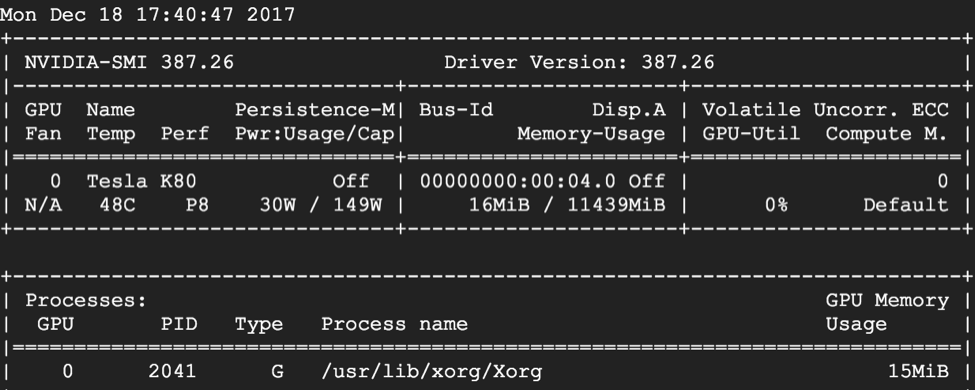 Mon Dec 18 17:40:47 2017
+-----------------------------------------------------------------------------+
| NVIDIA-SMI 387.26                 Driver Version: 387.26                    |
|-------------------------------+----------------------+----------------------+
| GPU  Name        Persistence-M| Bus-Id        Disp.A | Volatile Uncorr. ECC |
| Fan  Temp  Perf  Pwr:Usage/Cap|         Memory-Usage | GPU-Util  Compute M. |
|===============================+======================+======================|
|   0  Tesla K80           Off  | 00000000:00:04.0 Off |                    0 |
| N/A   48C    P8    30W / 149W |     16MiB / 11439MiB |      0%      Default |
+-------------------------------+----------------------+----------------------+
+-----------------------------------------------------------------------------+
| Processes:                                                       GPU Memory |
|  GPU       PID   Type   Process name                             Usage      |
|=============================================================================|
|    0      2041      G   /usr/lib/xorg/Xorg                            15MiB |